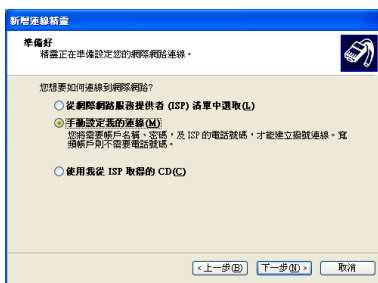 新增連線精靈
準備好
精靈正在準備設定您的網際網路連線。
您想要如何連線到網際網路?
從網際網路服務提供者 (ISP) 清單中選取(L)
手動設定我的連線(M)
您將需要帳戶名稱、密碼，及 ISP 的電話號碼，才能建立撥號連線。寬
頻帳戶則不需要電話號碼。
使用我從 ISP 取得的 CD(C)
<上一步(B) 下一步(N)> 取消